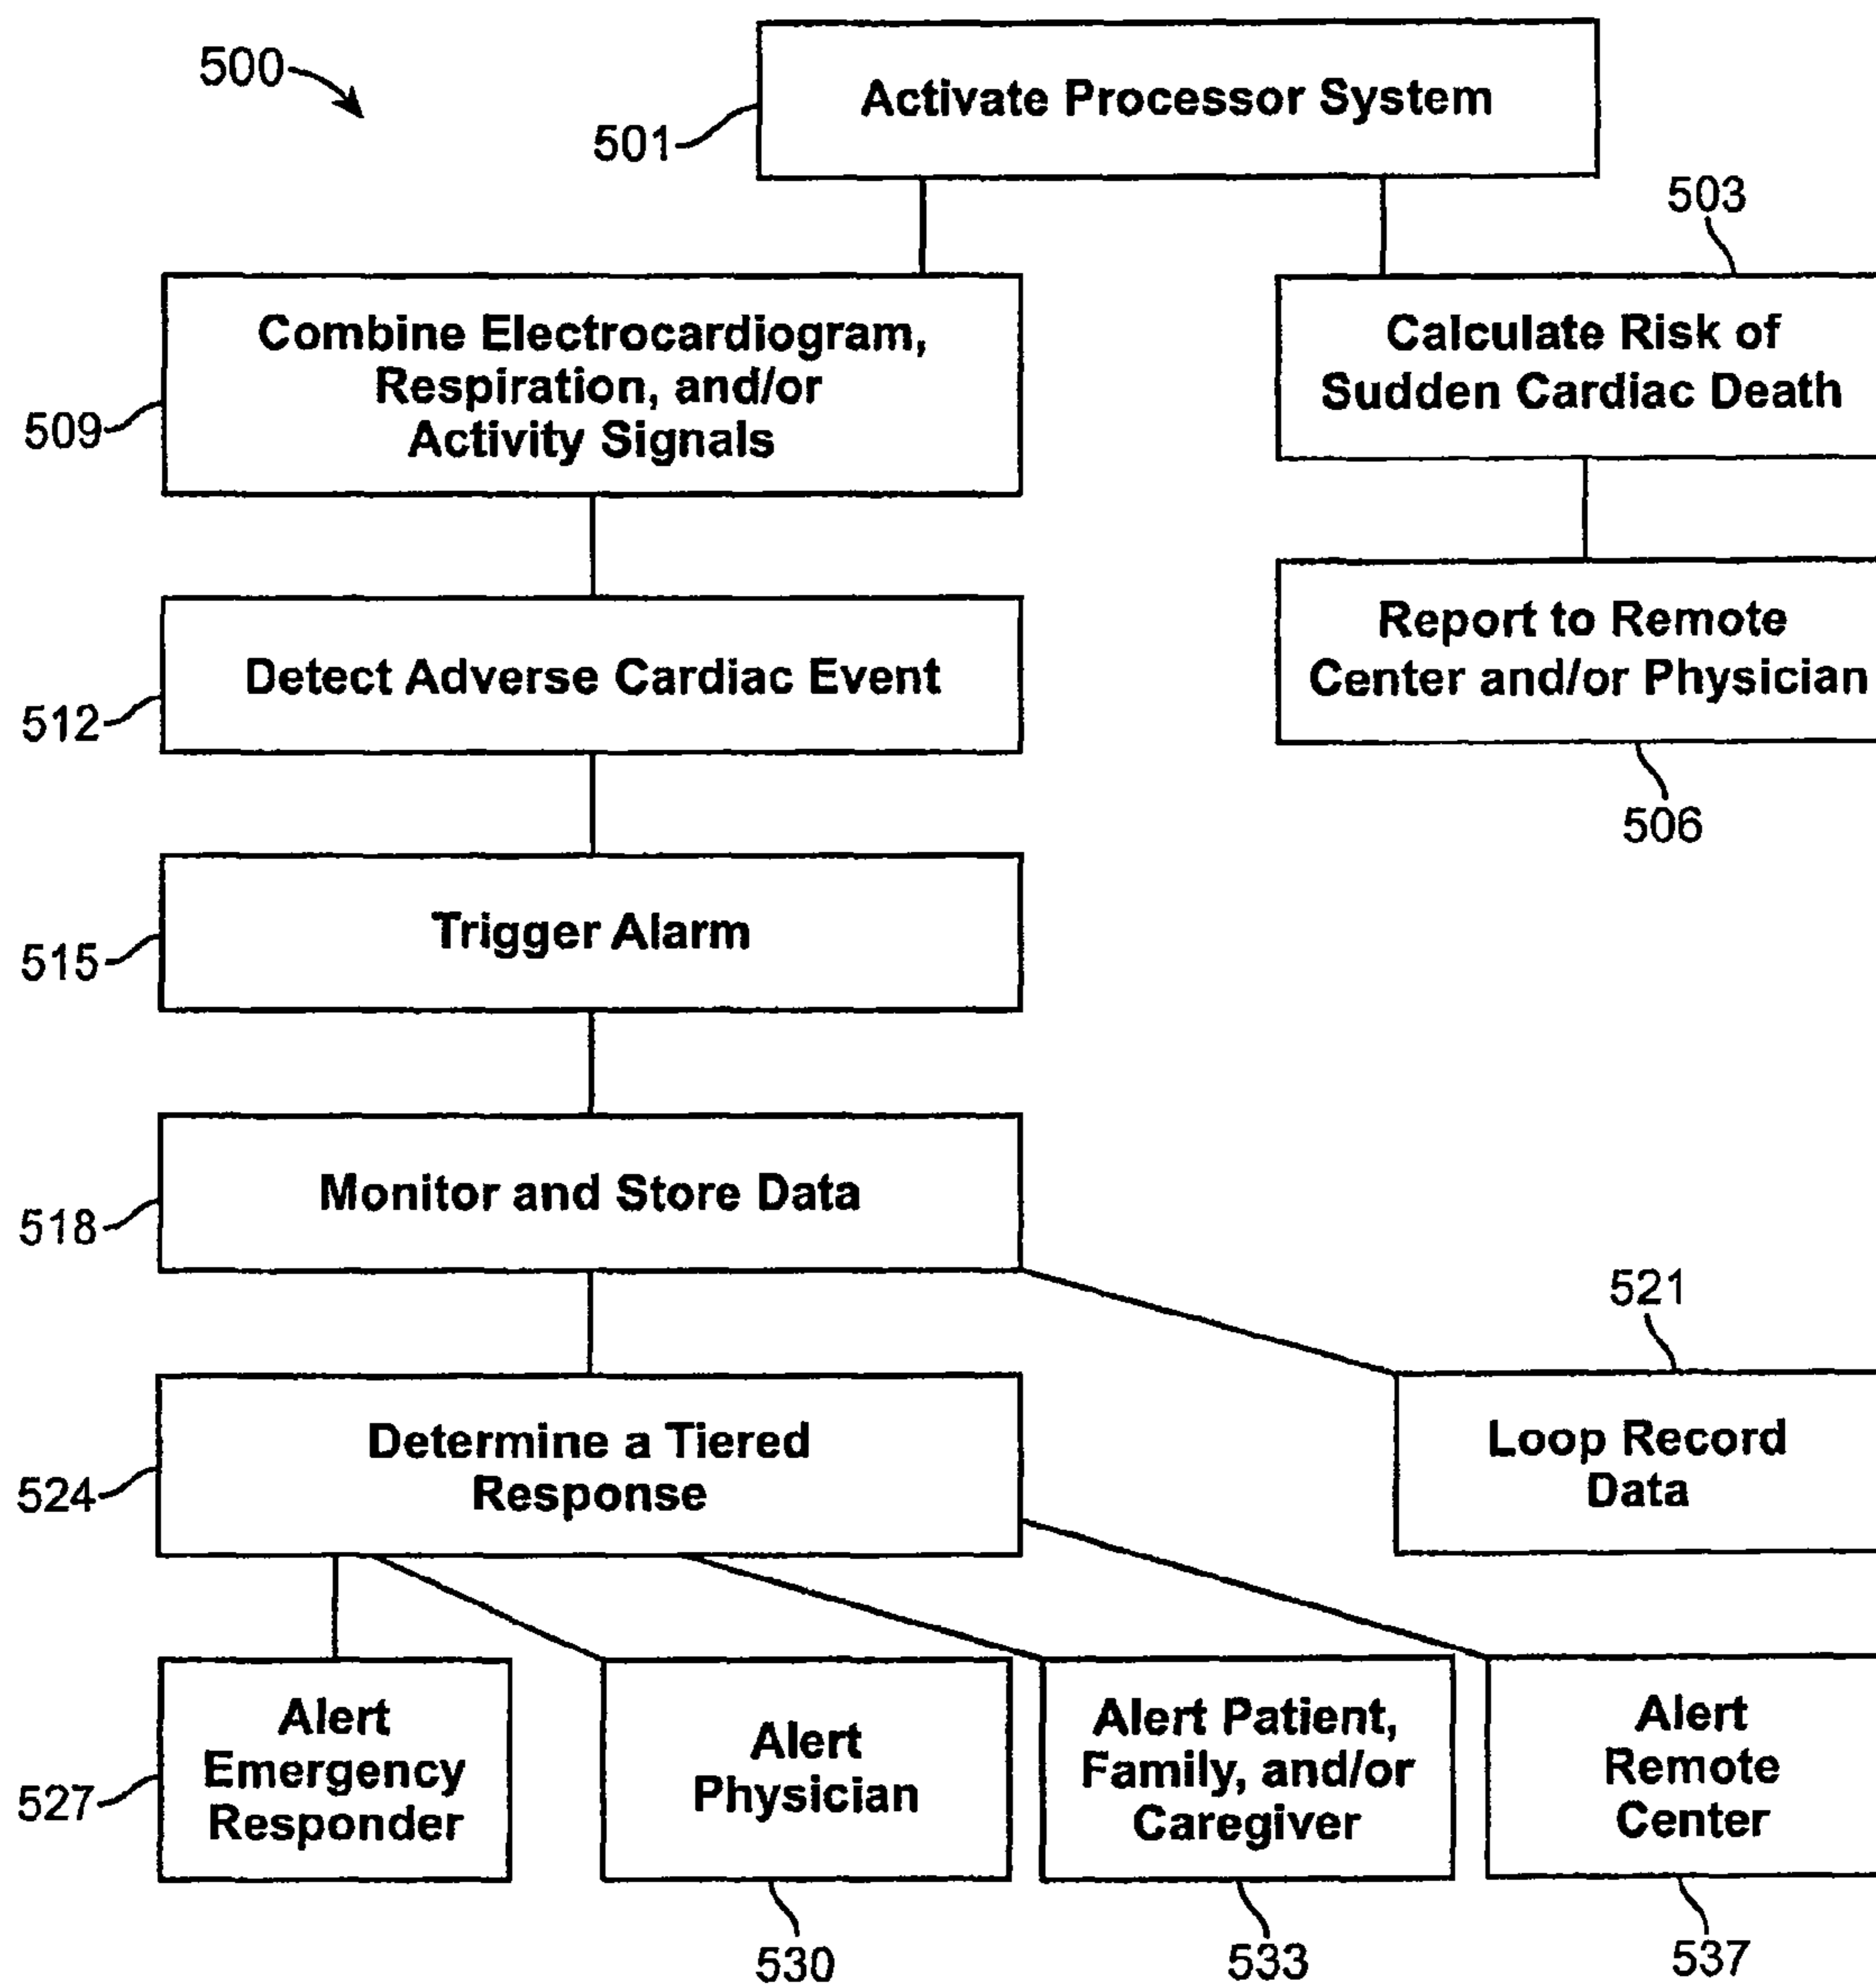 500
Activate Processor System
501
503
Combine Electrocardiogram,
Respiration, and/or
Activity Signals
509
Calculate Risk of
Sudden Cardiac Death
Report to Remote
Center and/or Physician
506
Detect Adverse Cardiac Event
512
Trigger Alarm
515
Monitor and Store Data
518
521
Loop Record
Data
Determine a Tiered
Response
524
Alert
Emergency
Responder
527
Alert
Physician
530
Alert Patient,
Family, and/or
Caregiver
533
Alert
Remote
Center
537